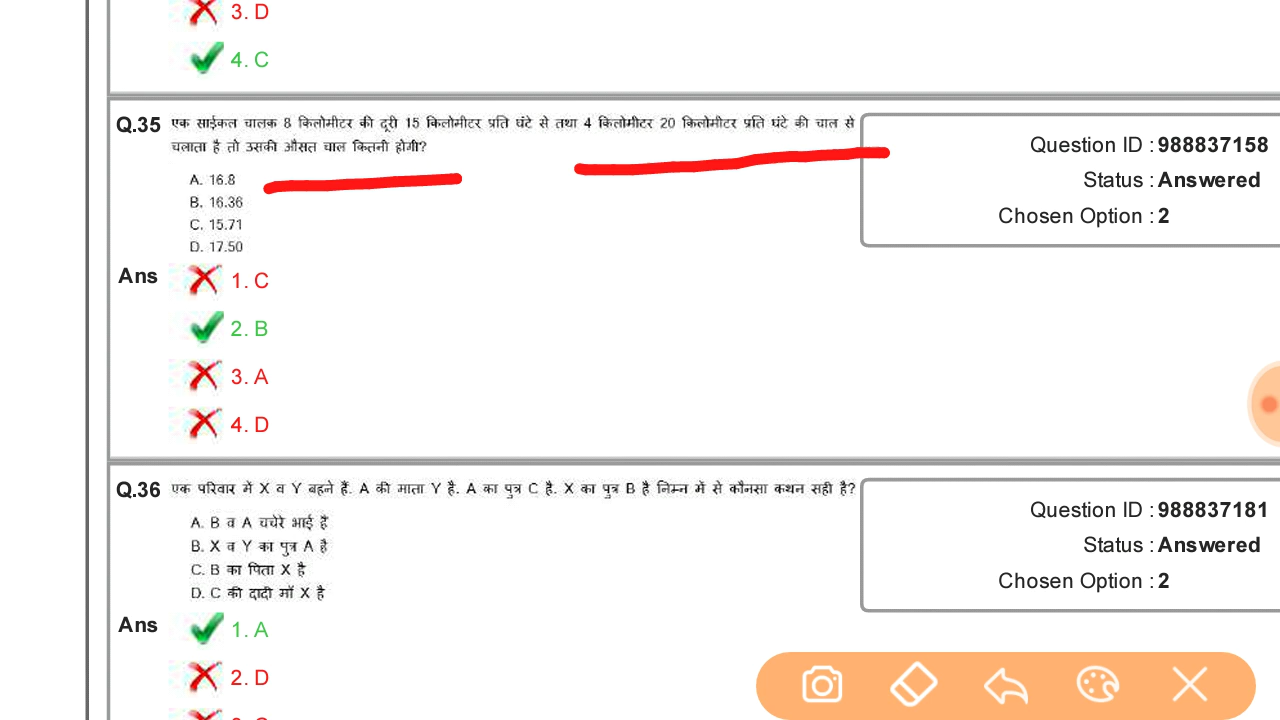 3. D
4. C
Q.35 एक साईकल चालक 8 किलोमीटर की दूरी 15 किलोमीटर प्रति घंटे से तथा 4 किलोमीटर 20 किलोमीटर प्रति घंटे की चाल से
चलाता है तो उसकी औसत चाल कितनी होगी?
A. 16.8
B. 16.36
C. 15.71
D. 17.50
Question ID : 988837158
Status : Answered
Chosen Option : 2
Ans
1. C
2. B
3. A
4. D
Q.36 एक परिवार में X व Y बहने हैं. A की माता Y है. A का पुत्र C है. X का पुत्र B है निम्न में से कौनसा कथन सही है?
A. B व A चचेरे भाई हैं
B. X व Y का पुत्र A है
C. B का पिता X है
D. C की दादी माँ X है
Question ID : 988837181
Status : Answered
Chosen Option : 2
Ans
1. A
2. D